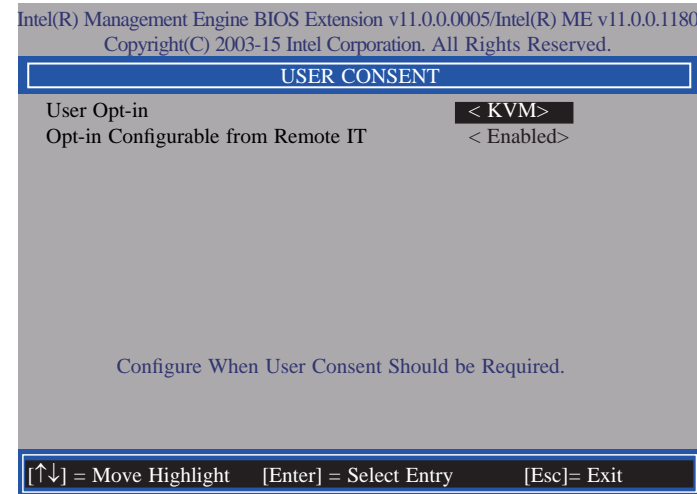 Intel(R) Management Engine BIOS Extension v11.0.0.0005/Intel(R) ME v11.0.0.1180
Copyright(C) 2003-15 Intel Corporation. All Rights Reserved.
USER CONSENT
User Opt-in < KVM>
Opt-in Configurable from Remote IT < Enabled>
Configure When User Consent Should be Required.
[↑↓] = Move Highlight [Enter] = Select Entry [Esc]= Exit